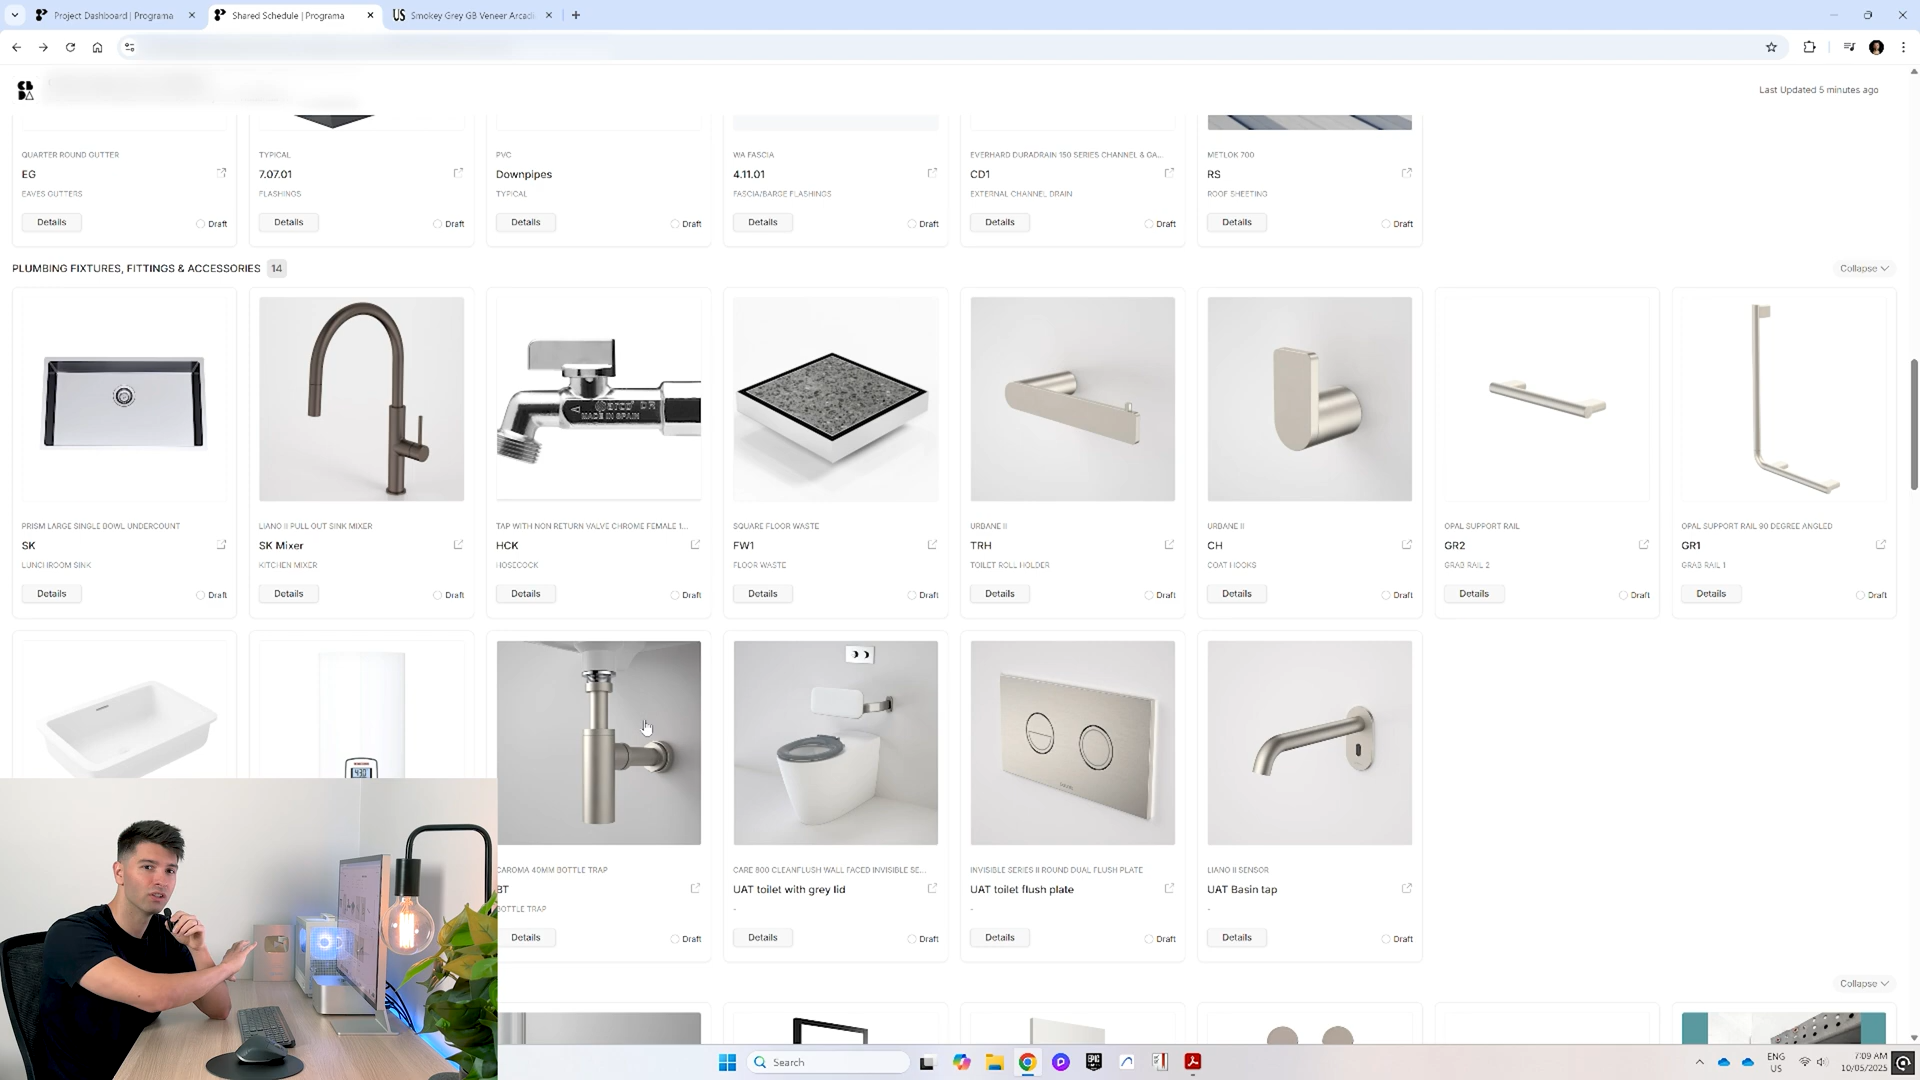 Project Dashboard | Programa
Shared Schedule | Programa
US Smokey Grey GB Veneer Arcadi
Last Updated 5 minutes ago
QUARTER ROUND GUTTER
EG
EAVES GUTTERS
Details
Draft
TYPICAL
7.07.01
FLASHINGS
Details
Draft
PVC
Downpipes
TYPICAL
Details
Draft
WA FASCIA
4.11.01
FASCIA/BARGE FLASHINGS
Details
Draft
EVERHARD DURADRAIN 150 SERIES CHANNEL & GA...
CD1
EXTERNAL CHANNEL DRAIN
Details
Draft
METLOK 700
RS
ROOF SHEETING
Details
Draft
PLUMBING FIXTURES, FITTINGS & ACCESSORIES 14
Collapse
PRISM LARGE SINGLE BOWL UNDERCOUNT
SK
LUNCHROOM SINK
Details
Draft
LIANO II PULL OUT SINK MIXER
SK Mixer
KITCHEN MIXER
Details
Draft
MADE IN SPAIN
TAP WITH NON RETURN VALVE CHROME FEMALE 1...
HCK
HOSECOCK
Details
Draft
SQUARE FLOOR WASTE
FW1
FLOOR WASTE
Details
Draft
URBANE II
TRH
TOILET ROLL HOLDER
Details
Draft
URBANE II
CH
COAT HOOKS
Details
Draft
OPAL SUPPORT RAIL
GR2
GRAB RAIL 2
Details
Draft
OPAL SUPPORT RAIL 90 DEGREE ANGLED
GR1
GRAB RAIL 1
Details
Draft
CAROMA 40MM BOTTLE TRAP
BT
BOTTLE TRAP
Details
Draft
CARE 800 CLEANFLUSH WALL FACED INVISIBLE SE...
UAT toilet with grey lid
-
Details
Draft
INVISIBLE SERIES II ROUND DUAL FLUSH PLATE
UAT toilet flush plate
-
Details
Draft
LIANO II SENSOR
UAT Basin tap
-
Details
Draft
Collapse
Search
EPIC
ENG
US
7:09 AM
10/05/2025